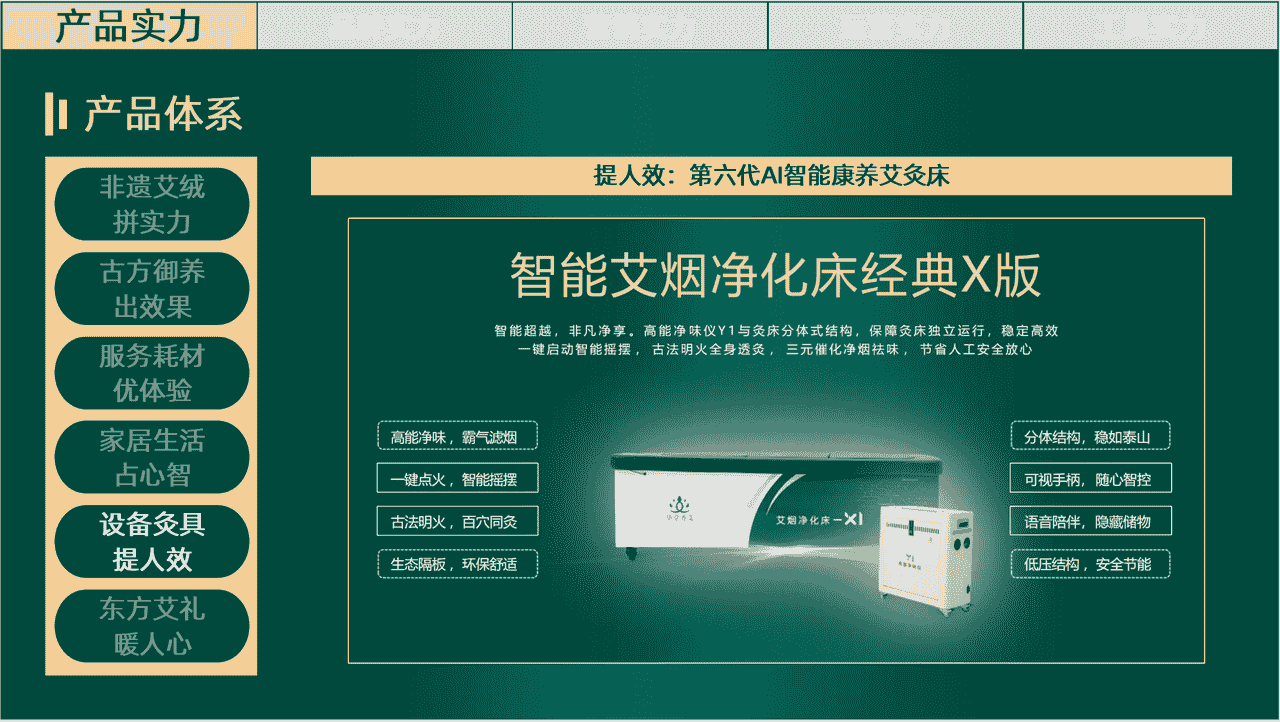 产品实力
产品体系
非遗艾绒
拼实力
古方御养
出效果
服务耗材
优体验
家居生活
占心智
设备灸具
提人效
东方艾礼
暖人心
提人效：第六代AI智能康养艾灸床
智能艾烟净化床经典X版
智能超越，非凡净享。高能净味仪Y1与灸床分体式结构，保障灸床独立运行，稳定高效
一键启动智能摇摆，古法明火全身透灸，三元催化净烟祛味，节省人工安全放心
高能净味，霸气滤烟
一键点火，智能摇摆
古法明火，百穴同灸
生态隔板，环保舒适
艾烟净化床—X1
Y1
分体结构，稳如泰山
可视手柄，随心智控
语音陪伴，隐藏储物
低压结构，安全节能